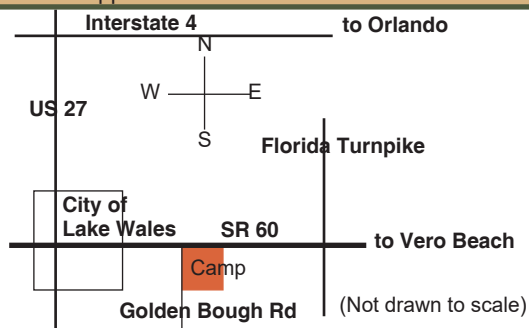 Interstate 4
to Orlando
N
W
E
S
US 27
Florida Turnpike
City of
Lake Wales
SR 60
to Vero Beach
Camp
Golden Bough Rd
(Not drawn to scale)